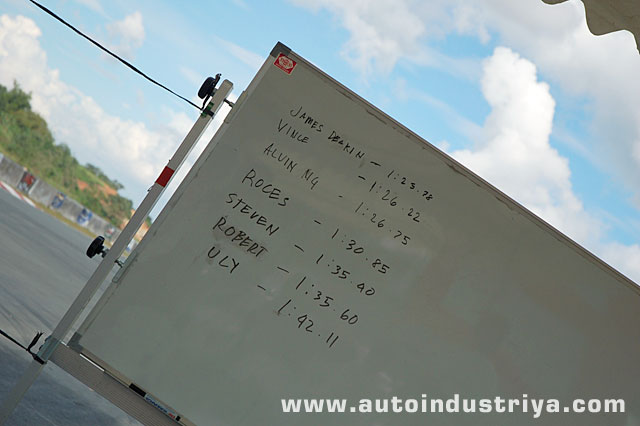 JAMES DEAKIN - 1:23.78
VINCE - 1:26.22
ALVIN NG - 1:26.75
ROCES - 1:30.85
STEVEN - 1:35.40
ROBERT - 1:35.60
ULY - 1:42.11
www.autoindustriya.com